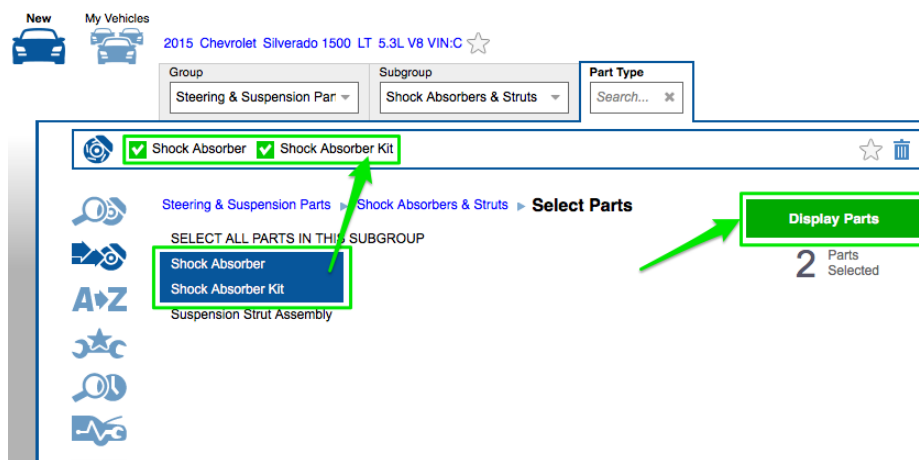 New
My Vehicles
2015 Chevrolet Silverado 1500 LT 5.3L V8 VIN:C
Group
Subgroup
Part Type
Steering & Suspension Par
Shock Absorbers & Struts
Search...
Shock Absorber
Shock Absorber Kit
Steering & Suspension Parts
Shock Absorbers & Struts
Select Parts
Display Parts
SELECT ALL PARTS IN THIS SUBGROUP
2 Parts Selected
Shock Absorber
Shock Absorber Kit
Suspension Strut Assembly
A Z